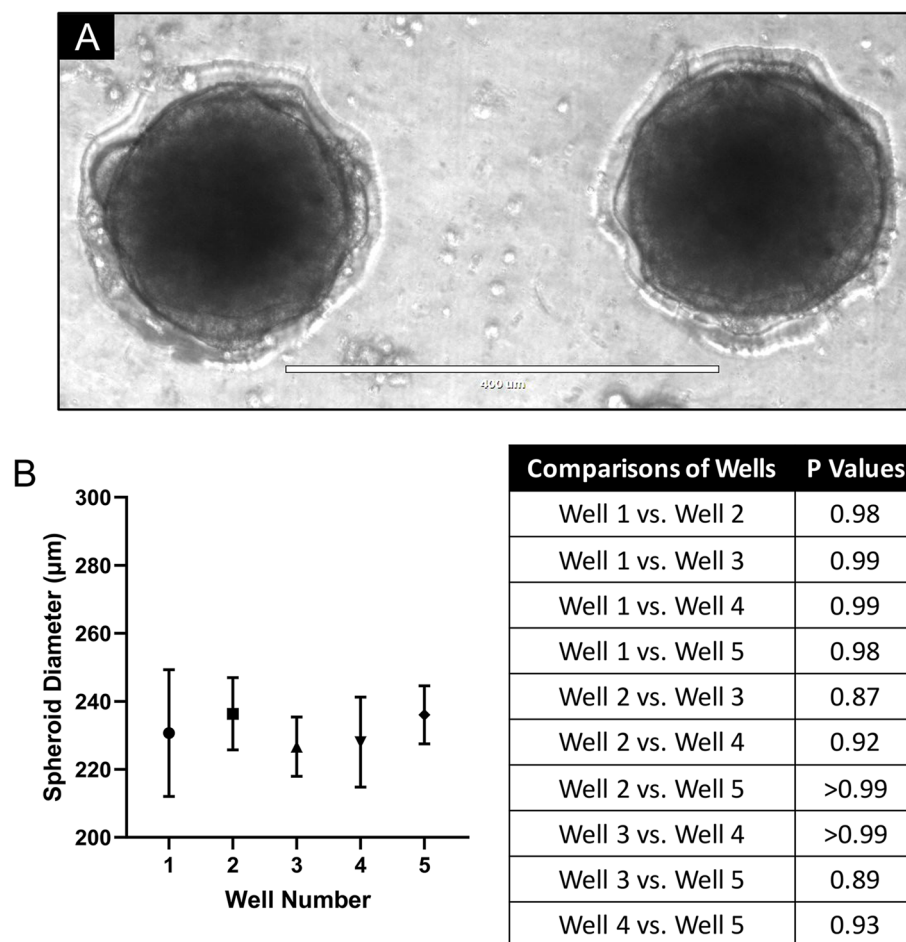 A
400 um
B
300
280
260
240
220
200
Spheroid Diameter (µm)
1 2 3 4 5
Well Number
Comparisons of Wells P Values
Well 1 vs. Well 2 0.98
Well 1 vs. Well 3 0.99
Well 1 vs. Well 4 0.99
Well 1 vs. Well 5 0.98
Well 2 vs. Well 3 0.87
Well 2 vs. Well 4 0.92
Well 2 vs. Well 5 >0.99
Well 3 vs. Well 4 >0.99
Well 3 vs. Well 5 0.89
Well 4 vs. Well 5 0.93